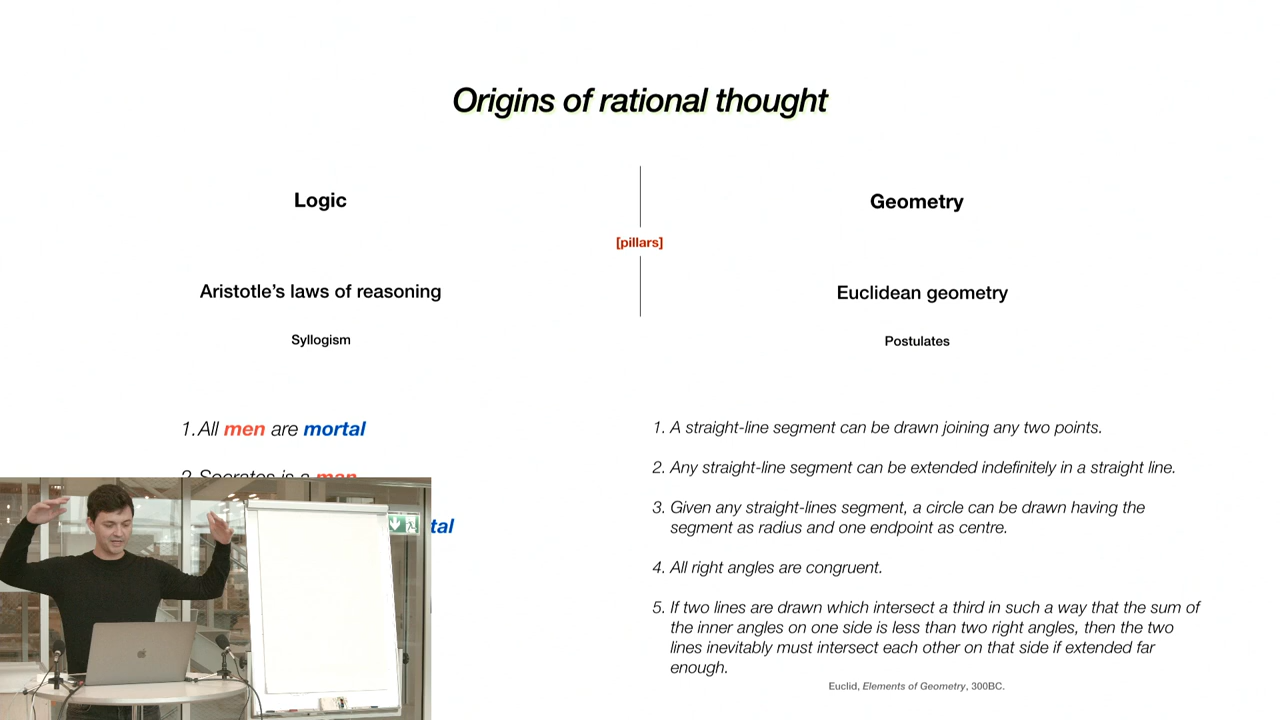 Origins of rational thought
Logic
Geometry
[pillars]
Aristotle’s laws of reasoning
Euclidean geometry
Syllogism
Postulates
1. All men are mortal
2. Socrates is a man
tal
1. A straight-line segment can be drawn joining any two points.
2. Any straight-line segment can be extended indefinitely in a straight line.
3. Given any straight-lines segment, a circle can be drawn having the
segment as radius and one endpoint as centre.
4. All right angles are congruent.
5. If two lines are drawn which intersect a third in such a way that the sum of
the inner angles on one side is less than two right angles, then the two
lines inevitably must intersect each other on that side if extended far
enough.
Euclid, Elements of Geometry, 300BC.